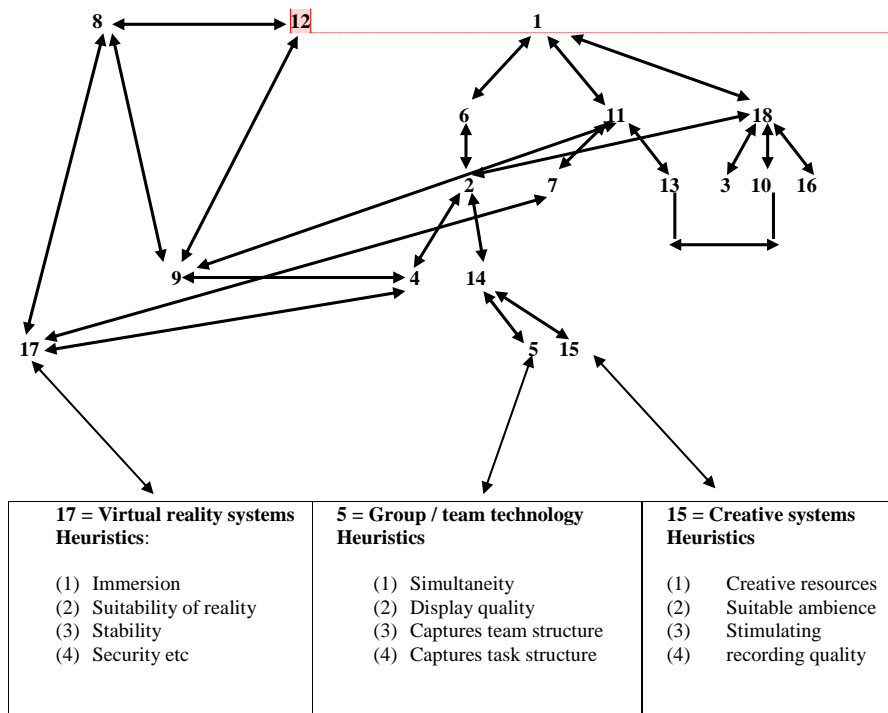 8 12 1
6 11 18
2 7 13 3 10 16
9 4 14
17 5 15
17 = Virtual reality systems
Heuristics:
(1) Immersion
(2) Suitability of reality
(3) Stability
(4) Security etc
5 = Group / team technology
Heuristics
(1) Simultaneity
(2) Display quality
(3) Captures team structure
(4) Captures task structure
15 = Creative systems
Heuristics
(1) Creative resources
(2) Suitable ambience
(3) Stimulating
(4) recording quality